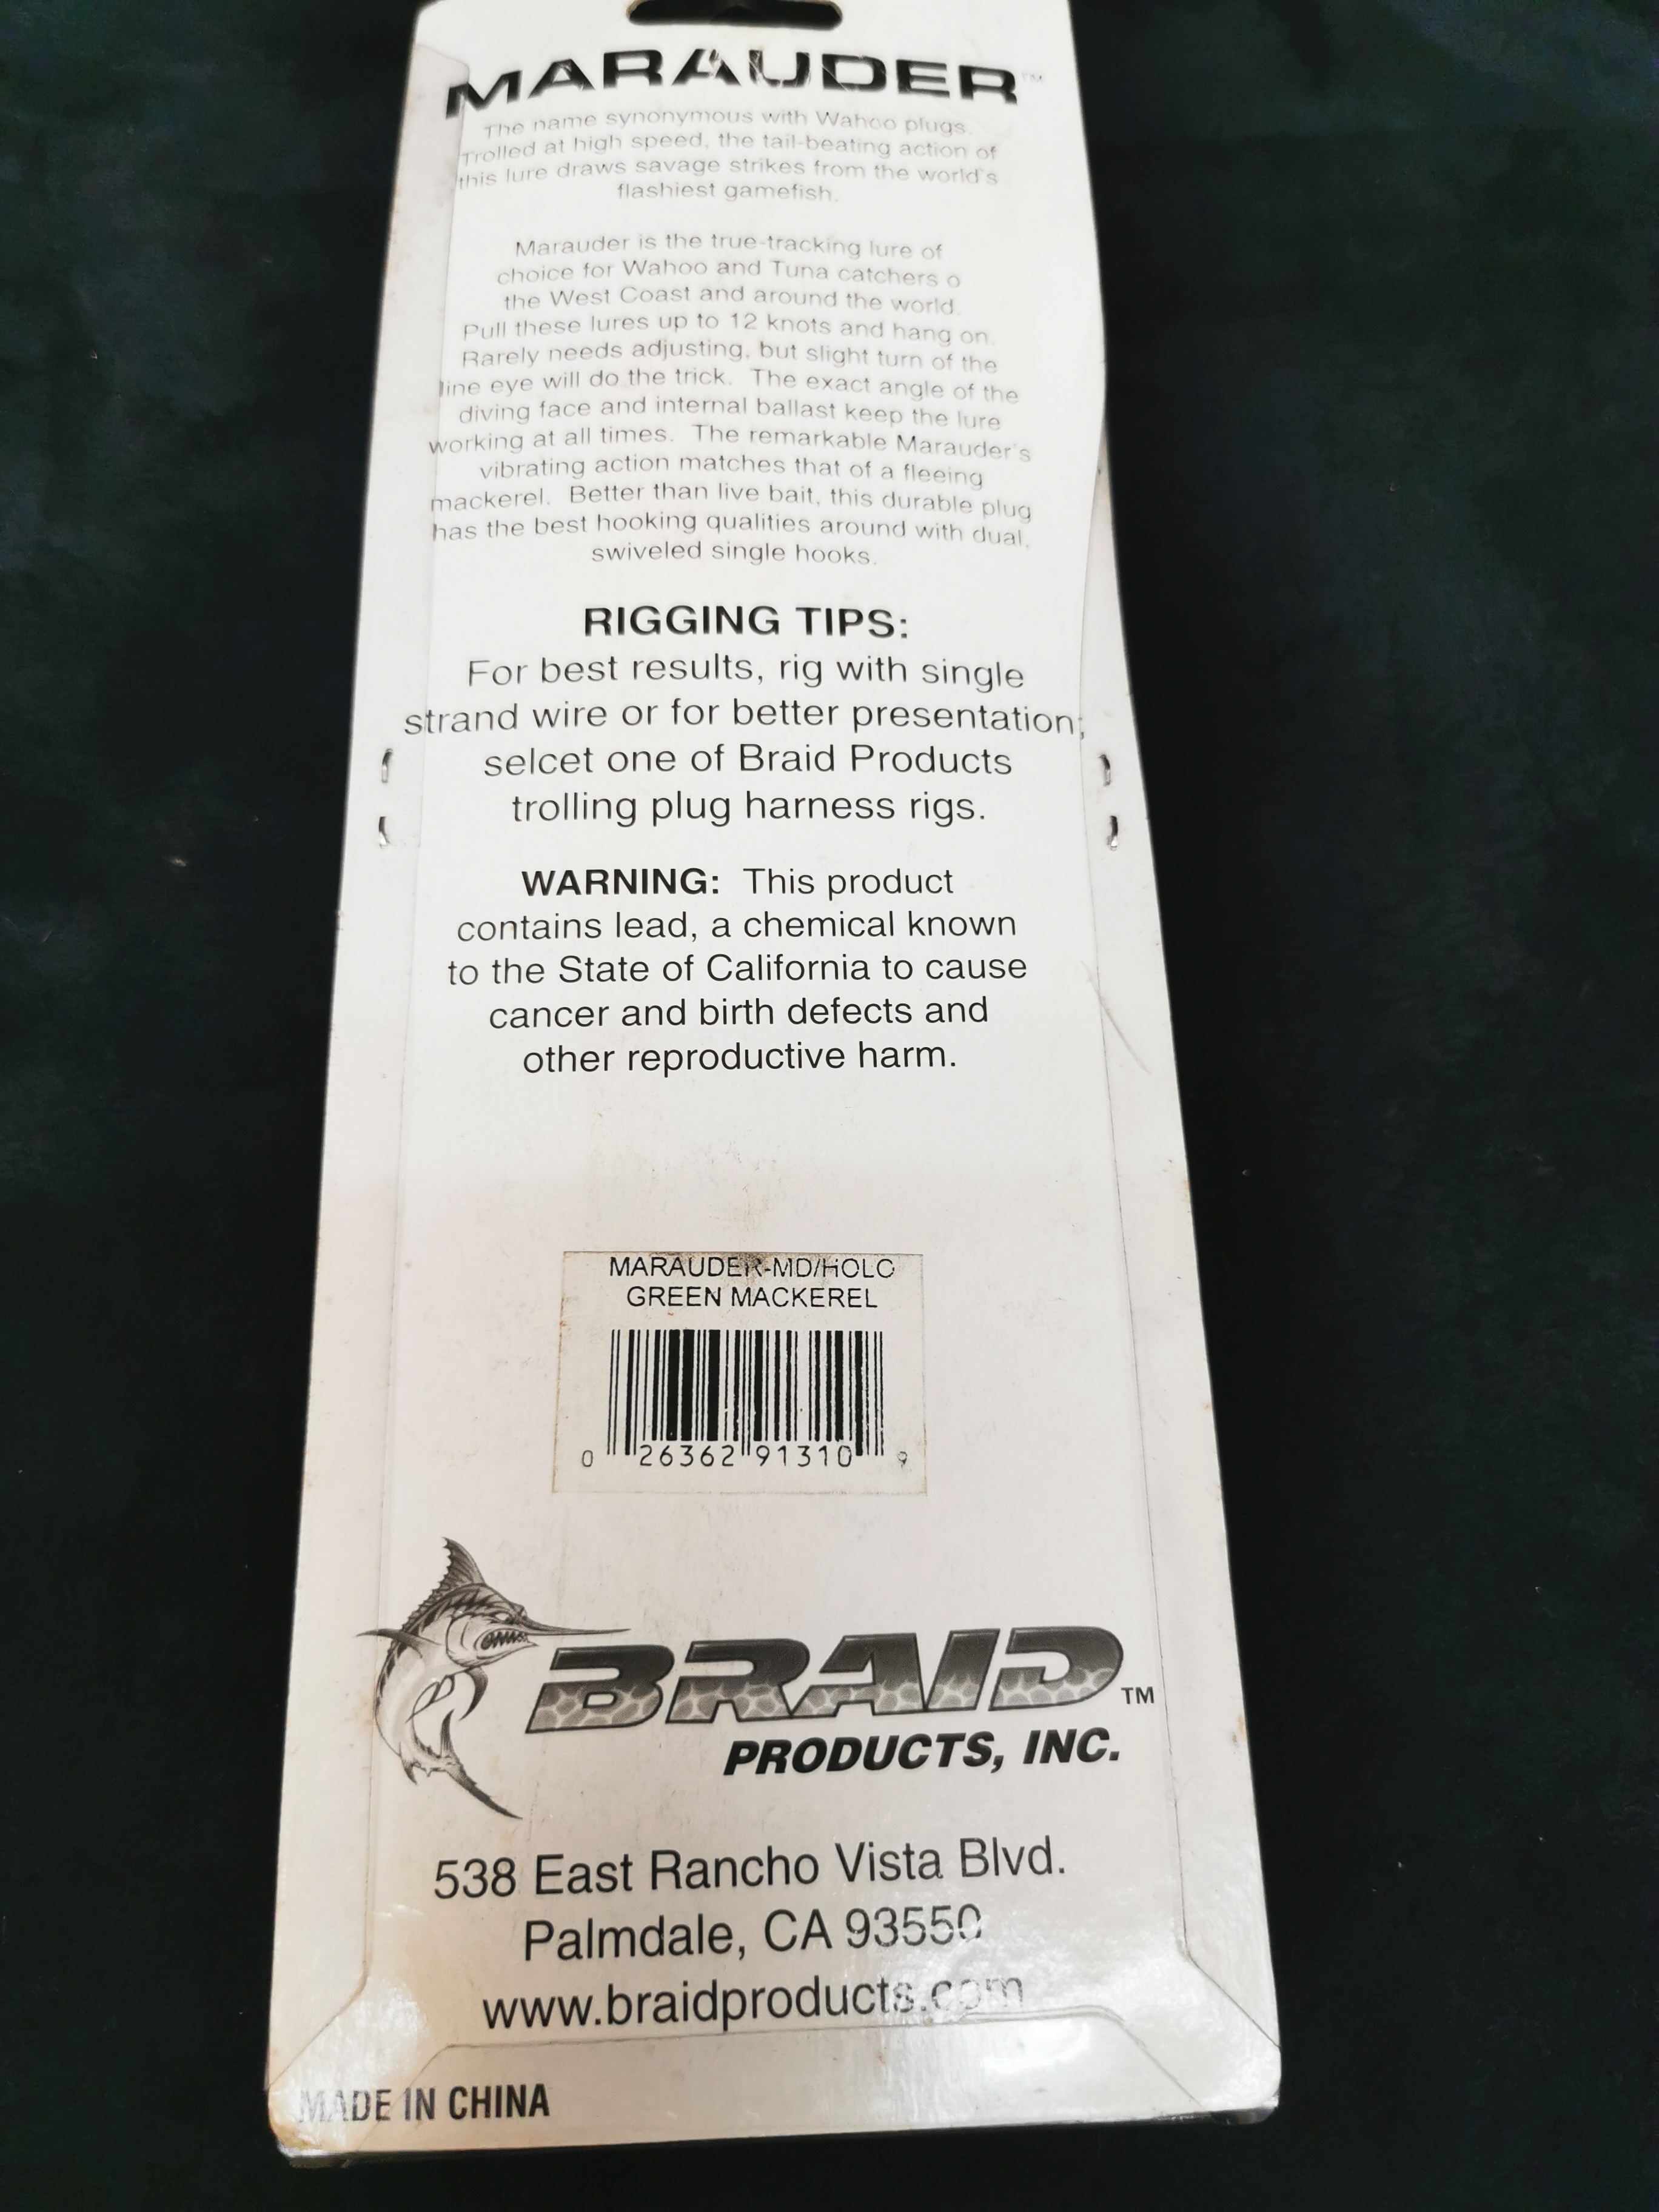 MARAUDER™
The name synonymous with Wahoo plugs.
Trolled at high speed, the tail-beating action of
this lure draws savage strikes from the world's
flashiest gamefish.
Marauder is the true-tracking lure of
choice for Wahoo and Tuna catchers o
the West Coast and around the world.
Pull these lures up to 12 knots and hang on.
Rarely needs adjusting, but slight turn of the
line eye will do the trick. The exact angle of the
diving face and internal ballast keep the lure
working at all times. The remarkable Marauder's
vibrating action matches that of a fleeing
mackerel. Better than live bait, this durable plug
has the best hooking qualities around with dual,
swiveled single hooks.
RIGGING TIPS:
For best results, rig with single
strand wire or for better presentation;
selcet one of Braid Products
trolling plug harness rigs.
WARNING: This product
contains lead, a chemical known
to the State of California to cause
cancer and birth defects and
other reproductive harm.
MARAUDER-MD/HOLO
GREEN MACKEREL
0 26362 91310 9
BRAID™
PRODUCTS, INC.
538 East Rancho Vista Blvd.
Palmdale, CA 93550
www.braidproducts.com
MADE IN CHINA